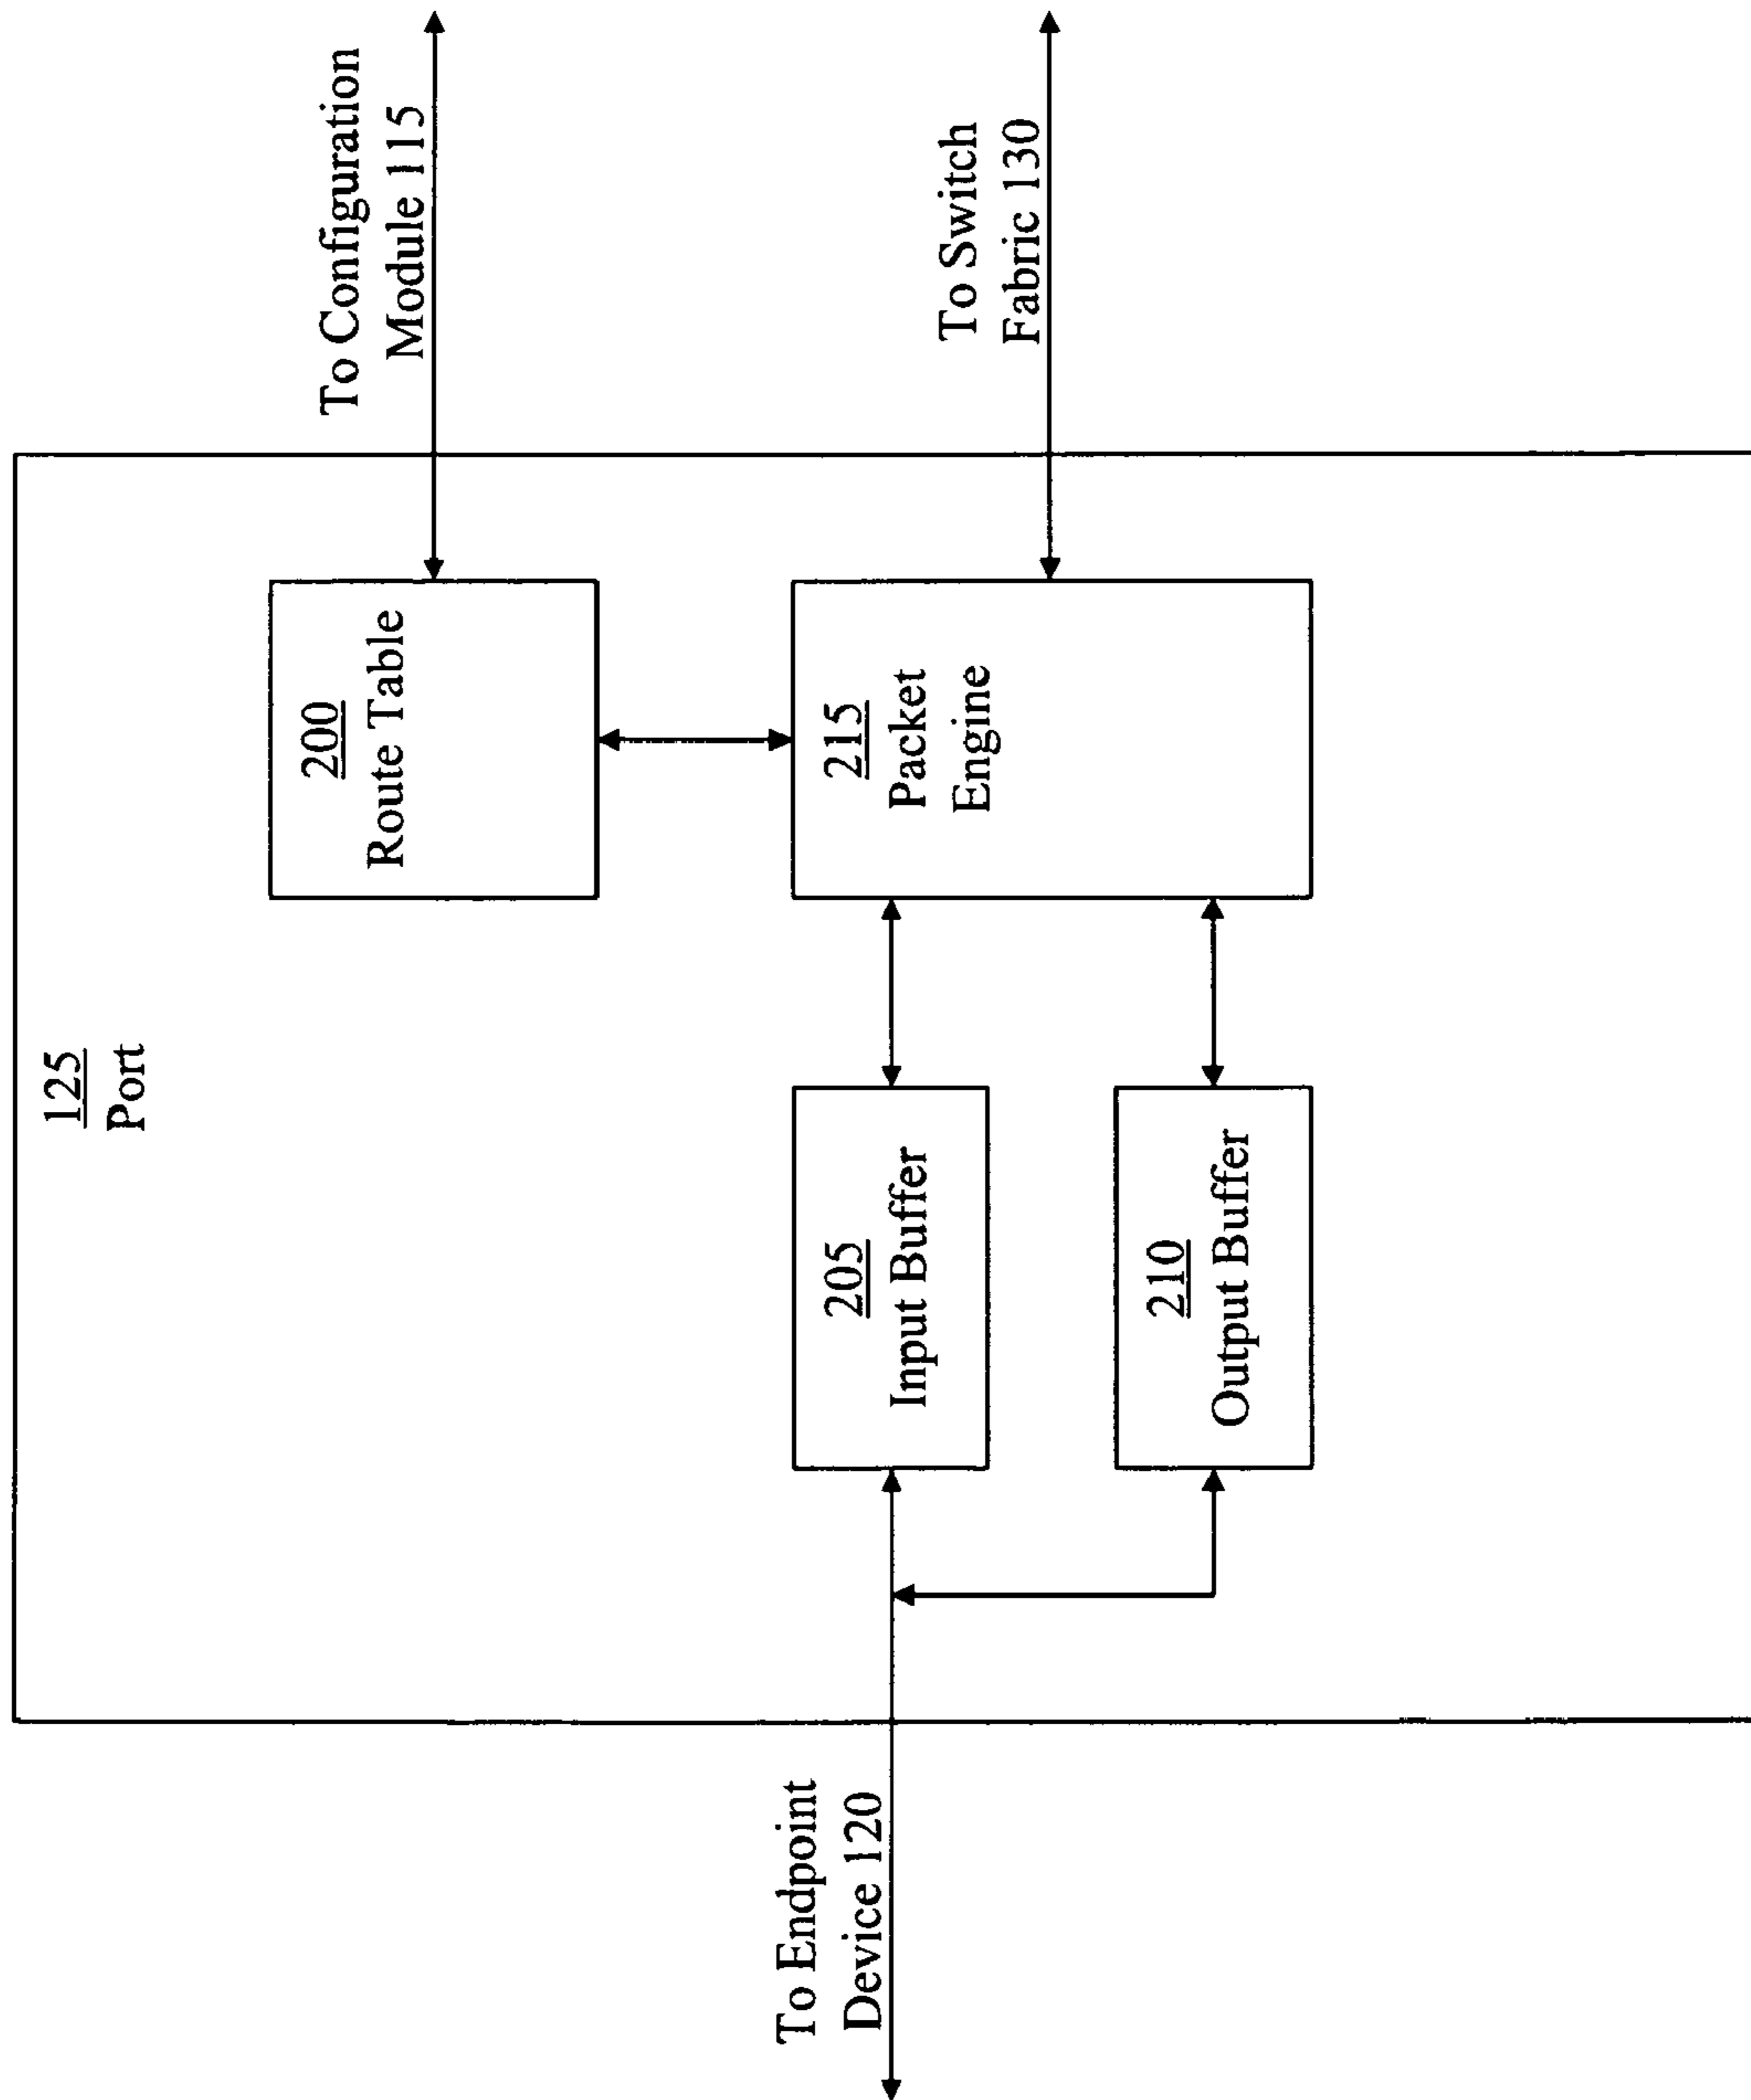 125
Port
To Configuration
Module 115
200
Route Table
To Endpoint
Device 120
205
Input Buffer
215
Packet
Engine
To Switch
Fabric 130
210
Output Buffer